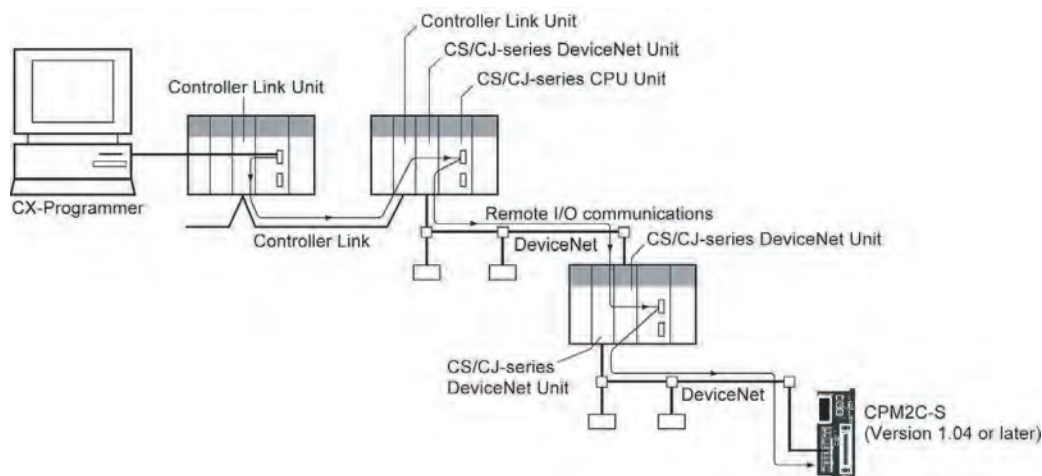 Controller Link Unit
CS/CJ-series DeviceNet Unit
CS/CJ-series CPU Unit
Controller Link Unit
CX-Programmer
Controller Link
Remote I/O communications
DeviceNet
CS/CJ-series DeviceNet Unit
CS/CJ-series
DeviceNet Unit
DeviceNet
CPM2C-S
(Version 1.04 or later)